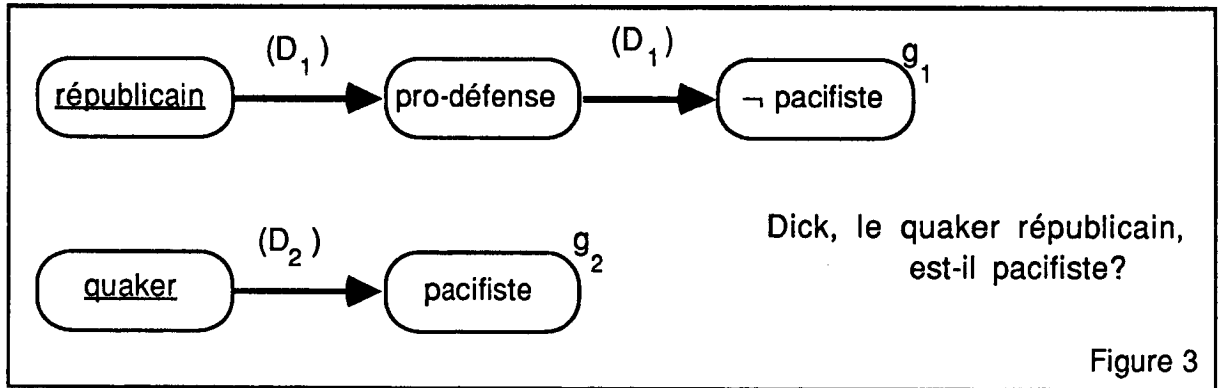 (D₁) (D₁)
républicain pro-défense ¬ pacifiste g₁
(D₂)
quaker pacifiste g₂
Dick, le quaker républicain,
est-il pacifiste?
Figure 3